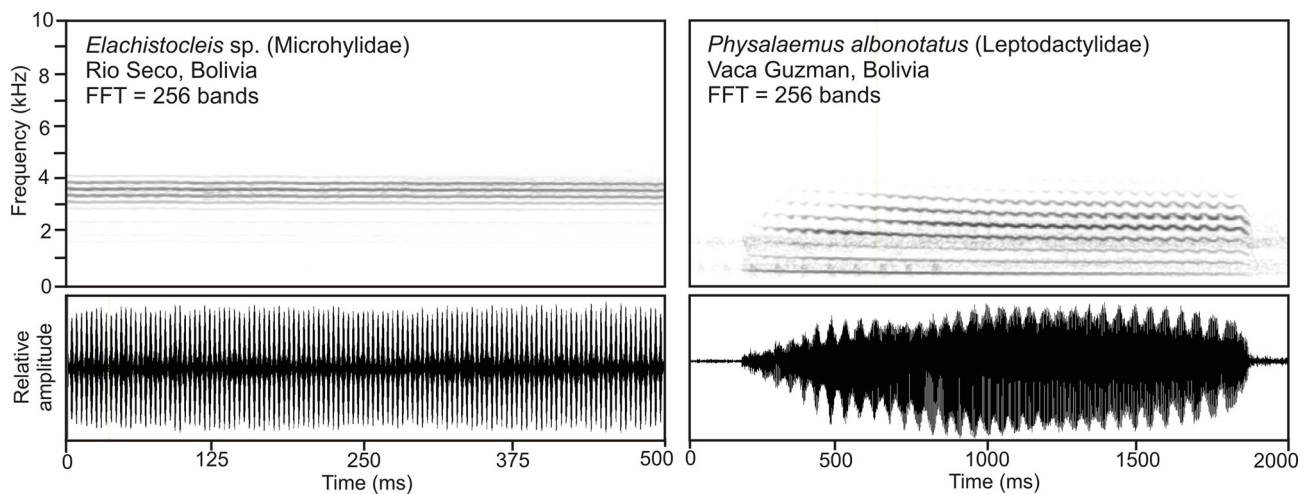 10
8
6
4
2
0
Frequency (kHz)
Elachistocleis sp. (Microhylidae)
Rio Seco, Bolivia
FFT = 256 bands
Physalaemus albonotatus (Leptodactylidae)
Vaca Guzman, Bolivia
FFT = 256 bands
Relative
amplitude
0 125 250 375 500
Time (ms)
0 500 1000 1500 2000
Time (ms)